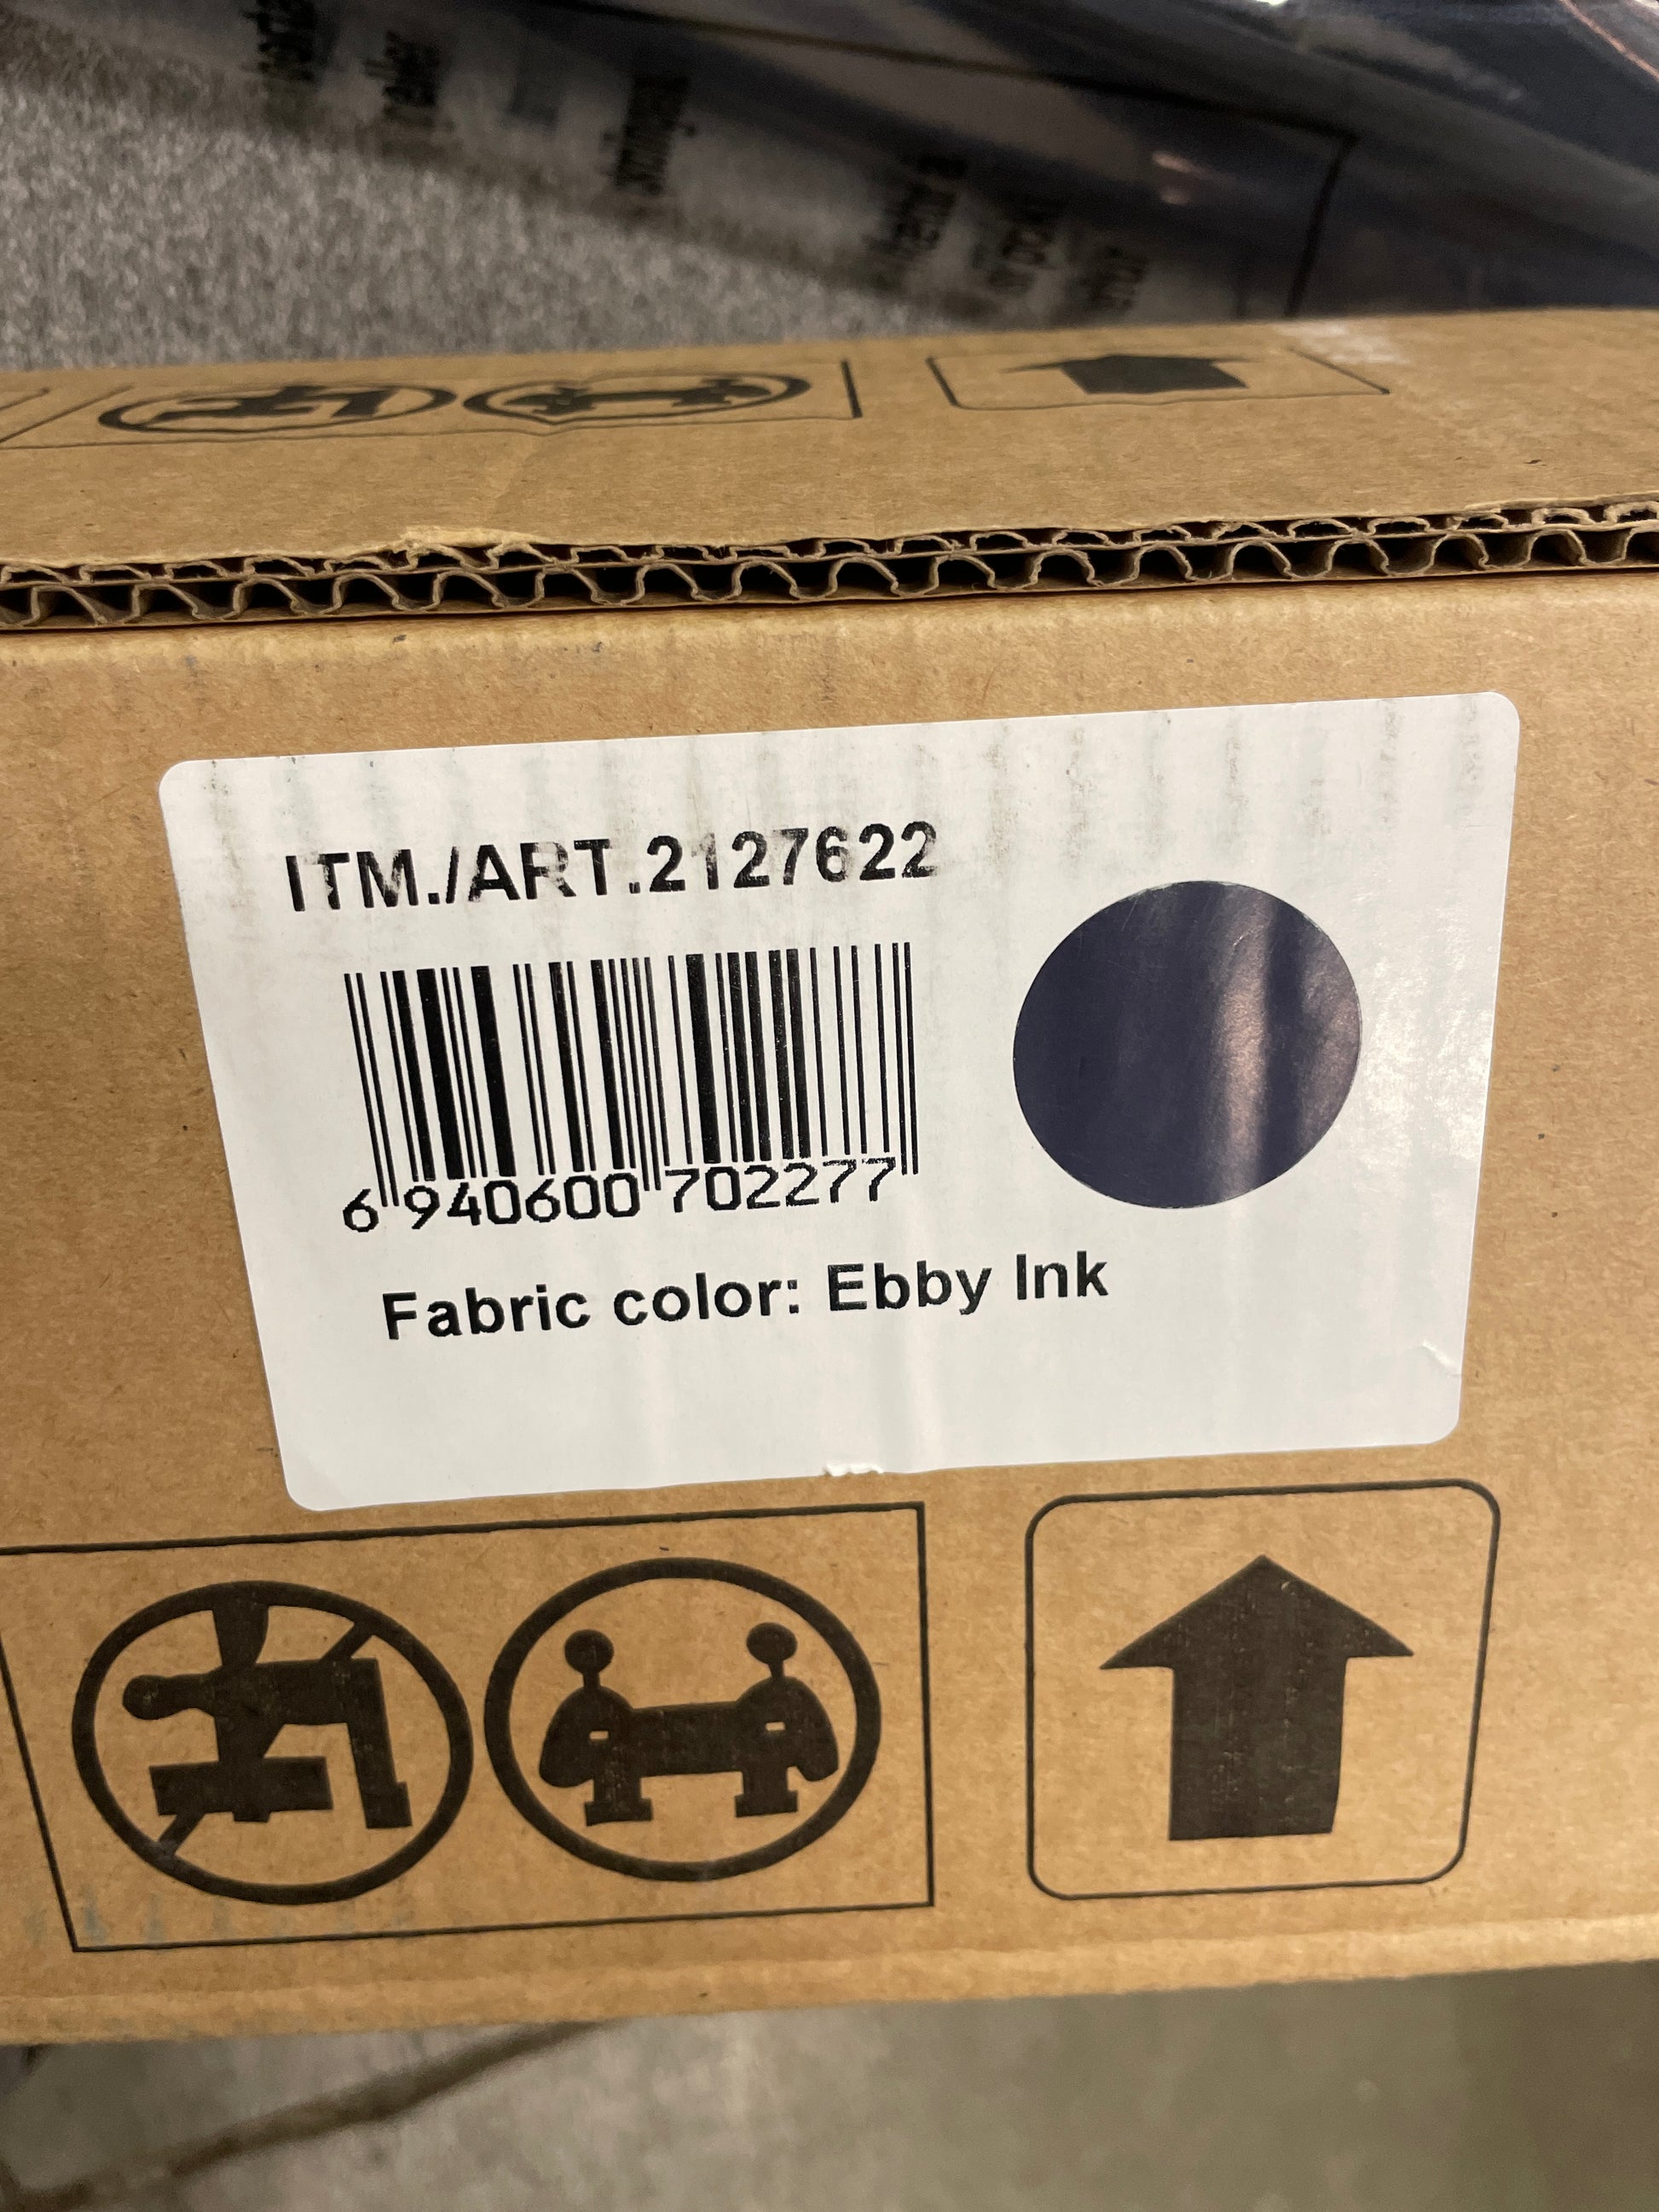 ITM./ART.2127622
6 940600 702277
Fabric color: Ebby Ink